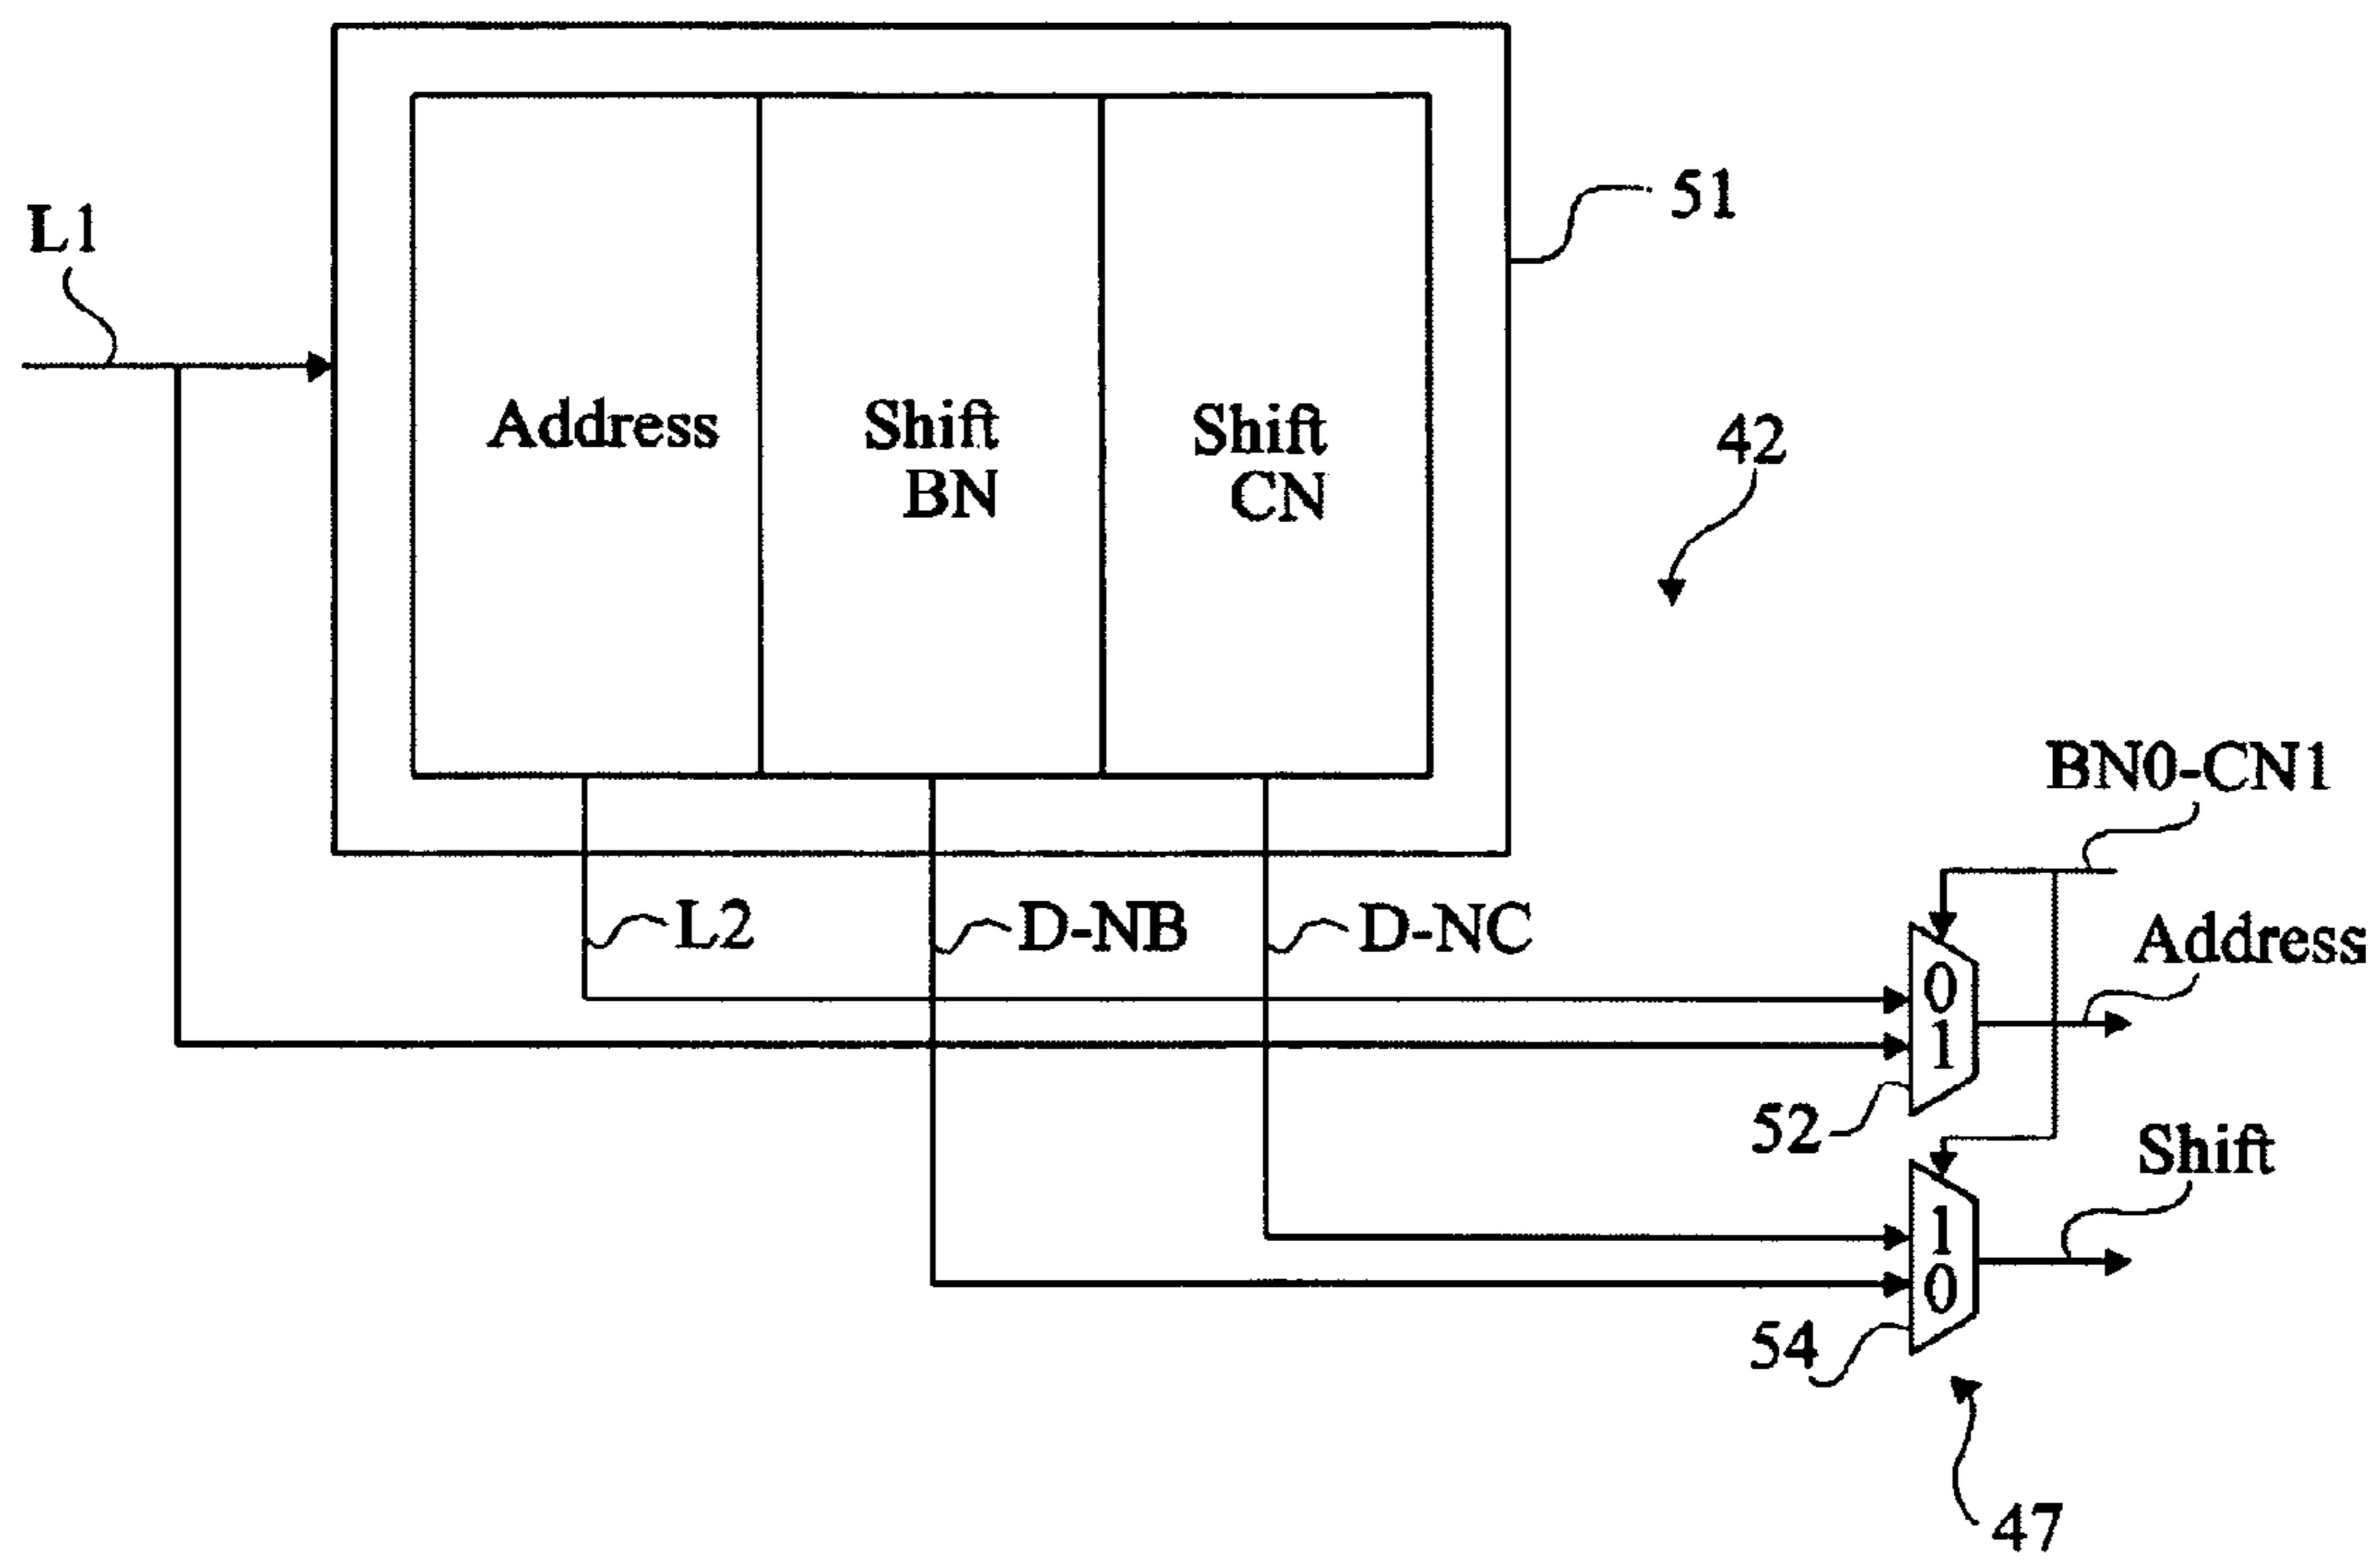 L1
51
Address
Shift
BN
Shift
CN
42
BN0-CN1
L2
D-NB
D-NC
Address
0
1
52
Shift
1
0
54
47